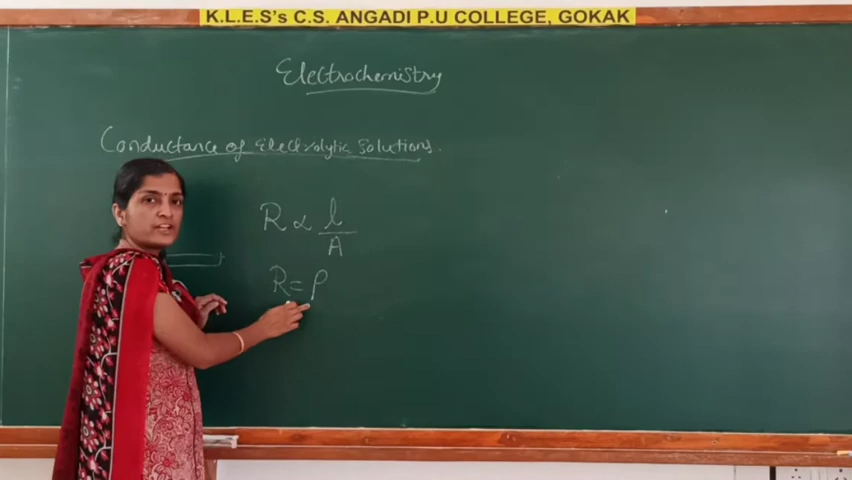 K.L.E.S's C.S. ANGADI P.U COLLEGE, GOKAK
Electrochemistry
Conductance of Electrolytic Solutions.
R ∝ l
A
R = ρ